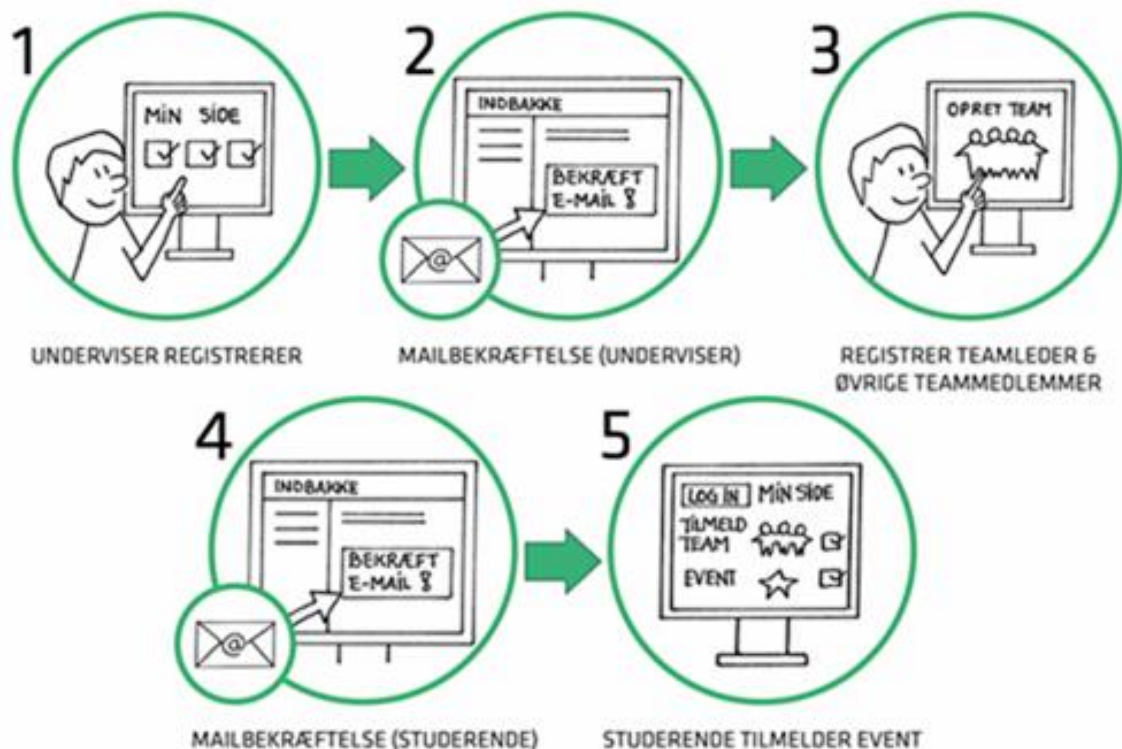 1
MIN SIDE
UNDERVISER REGISTRERER
2
INDBAKKE
BEKRÆFT
E-MAIL !
@
MAILBEKRÆFTELSE (UNDERVISER)
3
OPRET TEAM
REGISTRER TEAMLEDER &
ØVRIGE TEAMMEDLEMMER
4
INDBAKKE
BEKRÆFT
E-MAIL !
@
MAILBEKRÆFTELSE (STUDERENDE)
5
LOG IN MIN SIDE
TILMELD
TEAM
EVENT
STUDERENDE TILMELDER EVENT